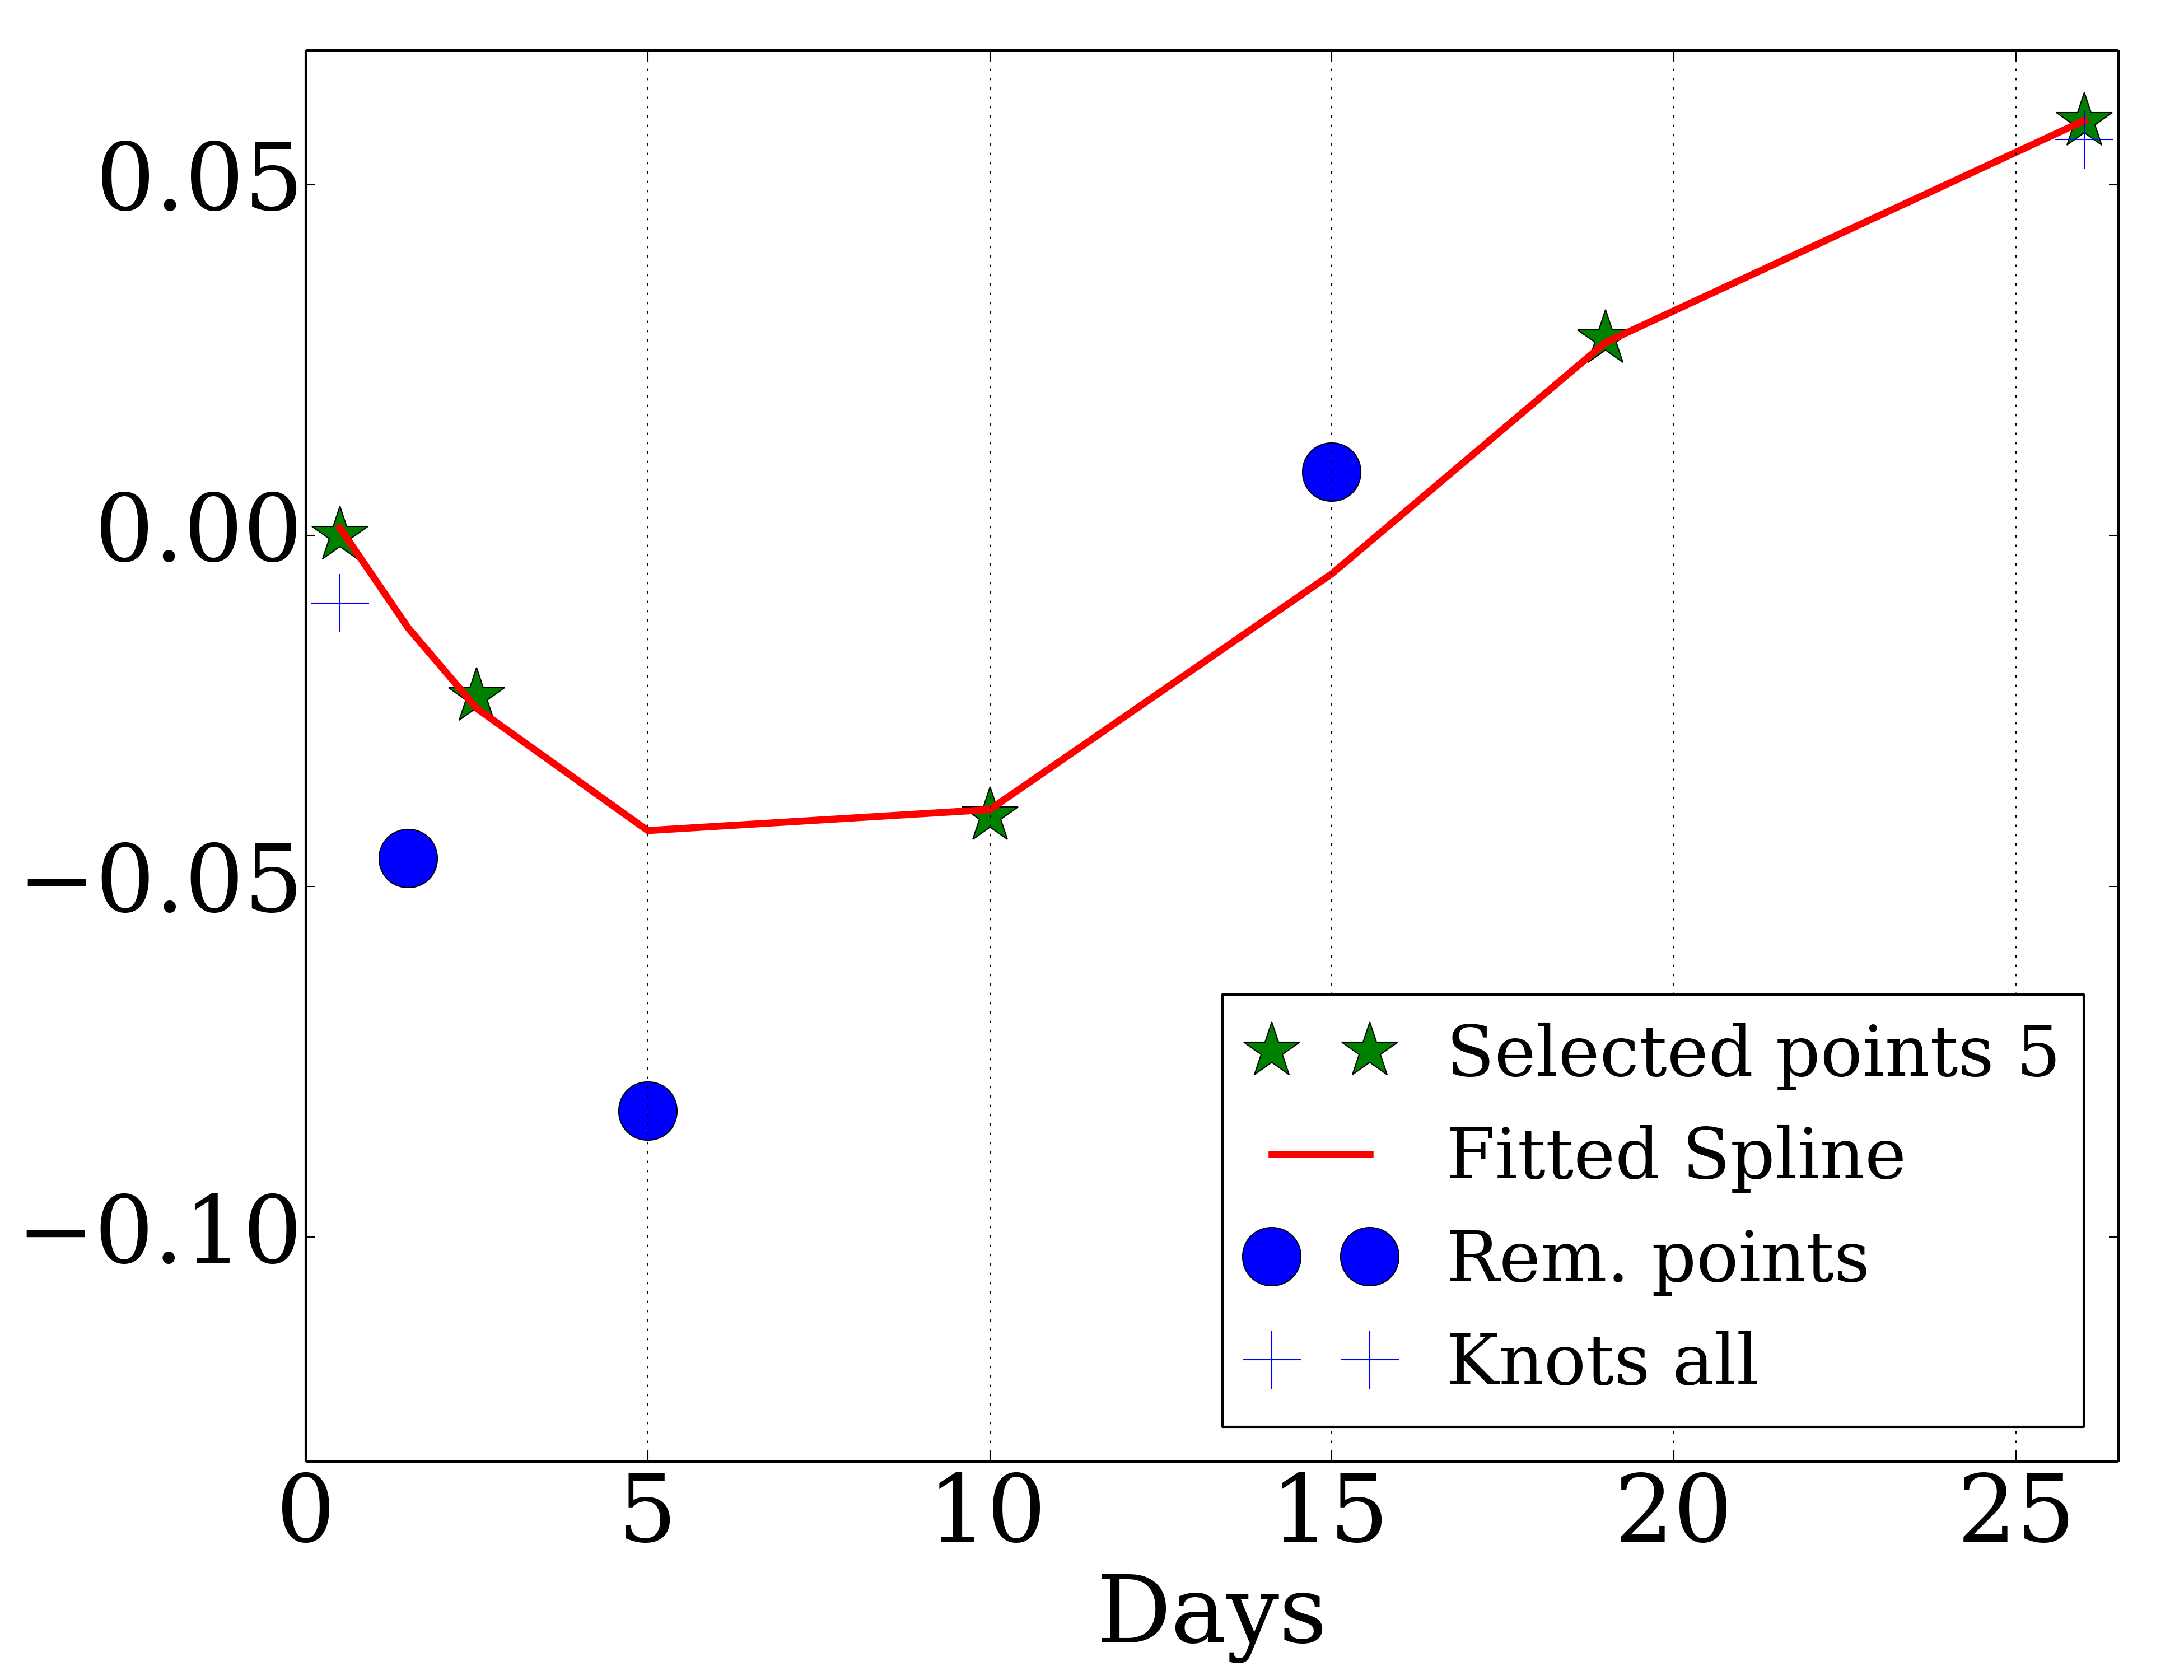 0.05
0.00
−0.05
−0.10
Selected points 5
Fitted Spline
Rem. points
Knots all
0 5 10 15 20 25
Days